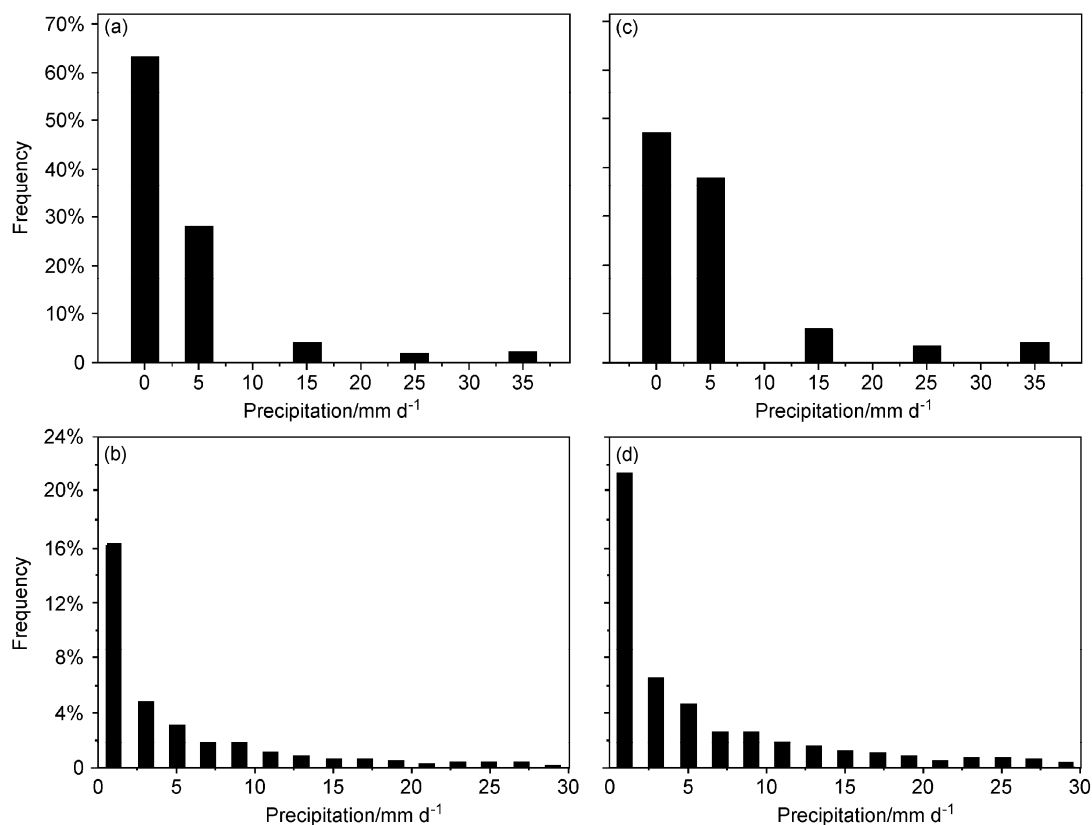 (a)
70%
60%
50%
40%
30%
20%
10%
0
Frequency
0 5 10 15 20 25 30 35
Precipitation/mm d⁻¹
(c)
0 5 10 15 20 25 30 35
Precipitation/mm d⁻¹
(b)
24%
20%
16%
12%
8%
4%
0
Frequency
0 5 10 15 20 25 30
Precipitation/mm d⁻¹
(d)
0 5 10 15 20 25 30
Precipitation/mm d⁻¹